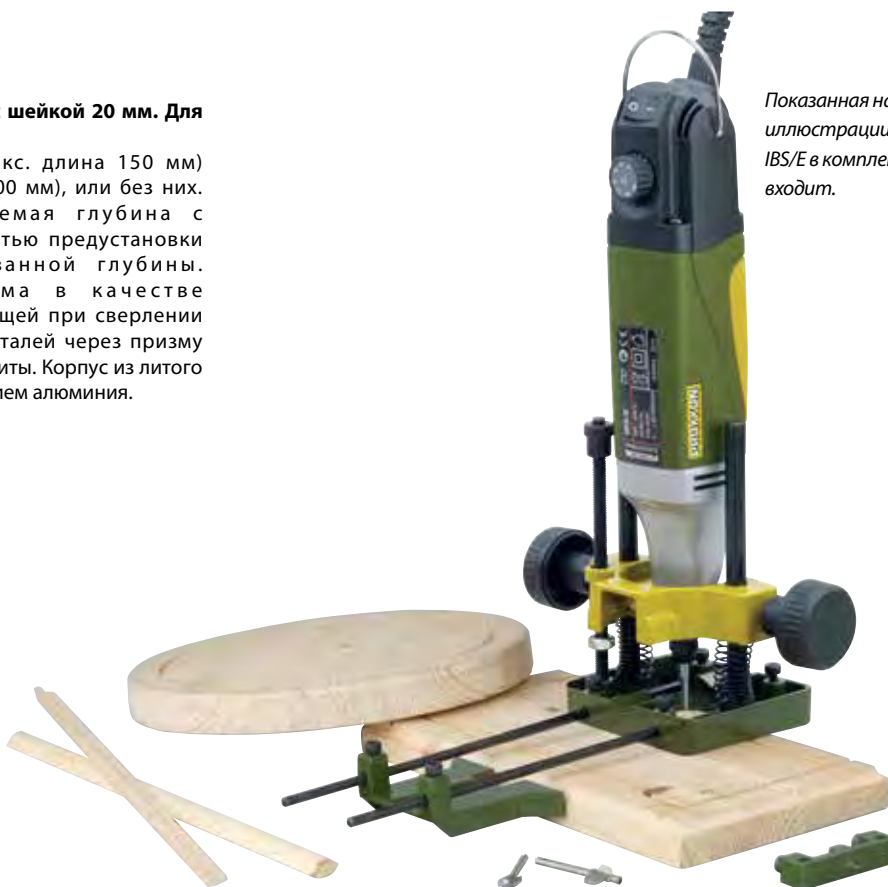 шейкой 20 мм. Для
кс. длина 150 мм)
00 мм), или без них.
емая глубина с
тью предустановки
ванной глубины.
ма в качестве
щей при сверлении
талей через призму
иты. Корпус из литого
ием алюминия.
Показанная на
иллюстрации
IBS/E в комплек
входит.
PROXXON